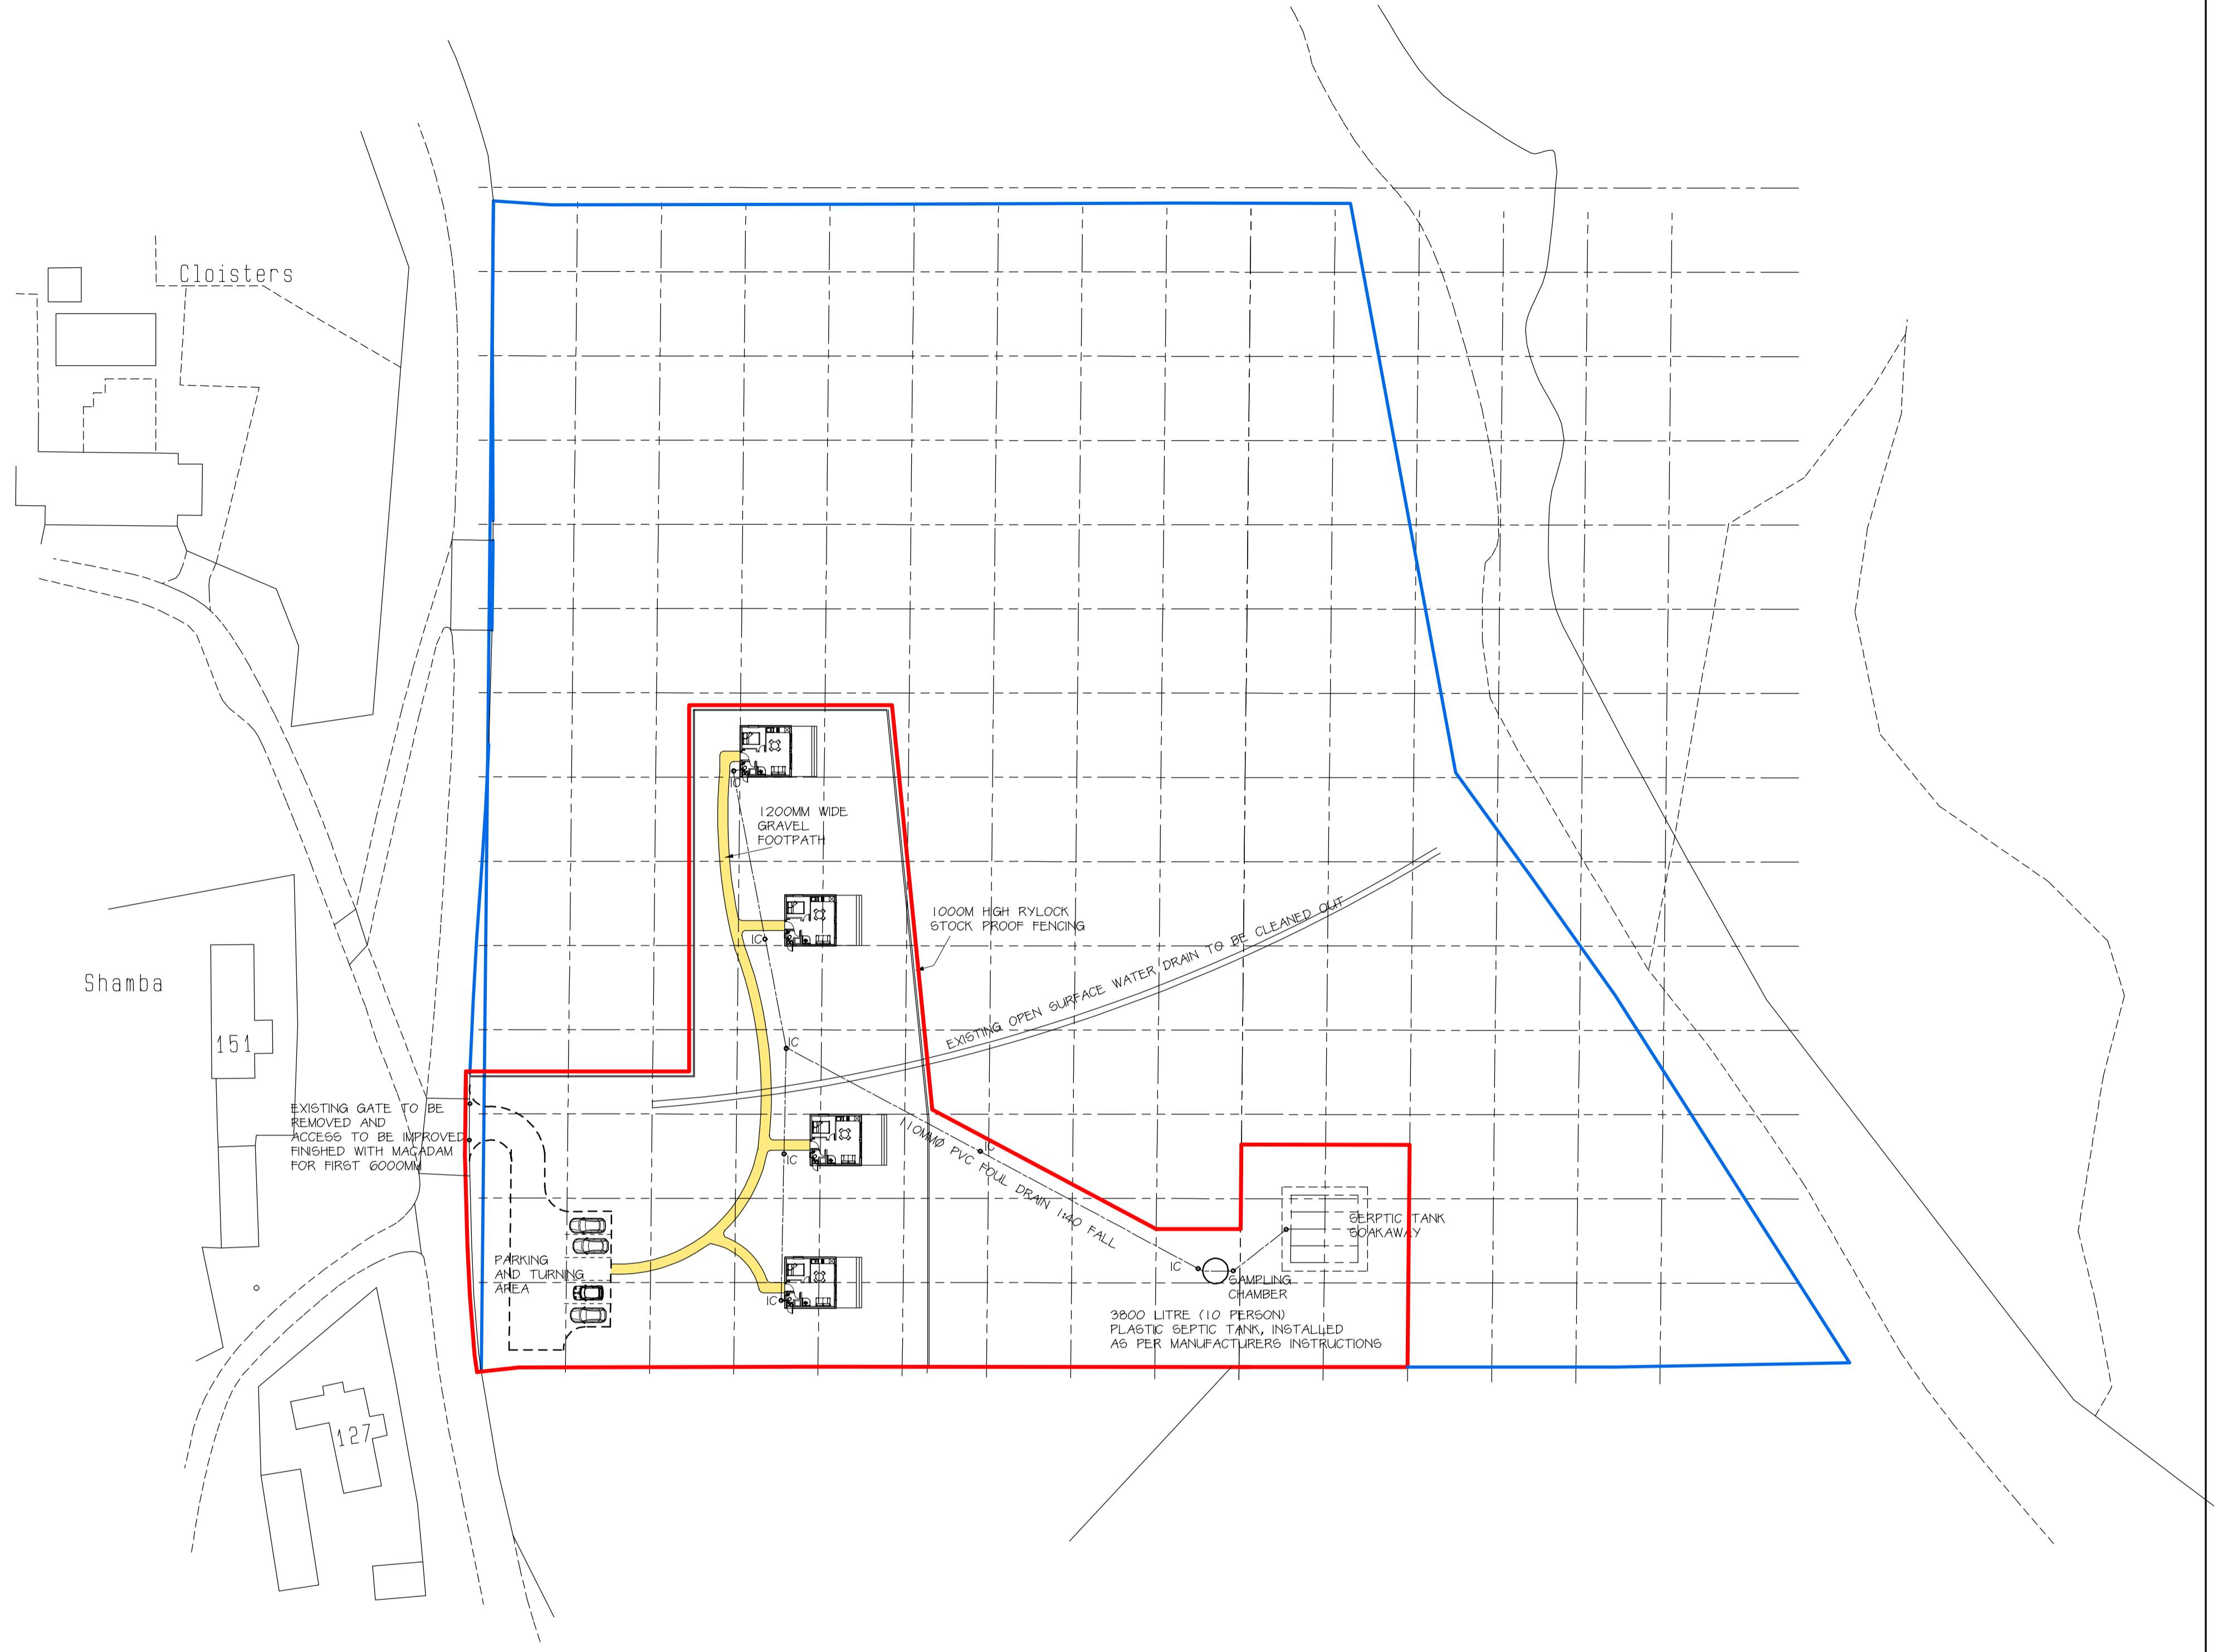 Cloisters
IC
1200MM WIDE
GRAVEL
FOOTPATH
IC
1000M HIGH RYLOCK
STOCK PROOF FENCING
EXISTING OPEN SURFACE WATER DRAIN TO BE CLEANED OUT
Shamba
151
IC
EXISTING GATE TO BE
REMOVED AND
ACCESS TO BE IMPROVED
FINISHED WITH MACADAM
FOR FIRST 6000MM
IC
IC
110MMØ PVC FOUL DRAIN 1:40 FALL
SERPTIC TANK
SOAKAWAY
PARKING
AND TURNING
AREA
IC
IC
SAMPLING
CHAMBER
3800 LITRE (10 PERSON)
PLASTIC SEPTIC TANK, INSTALLED
AS PER MANUFACTURERS INSTRUCTIONS
127